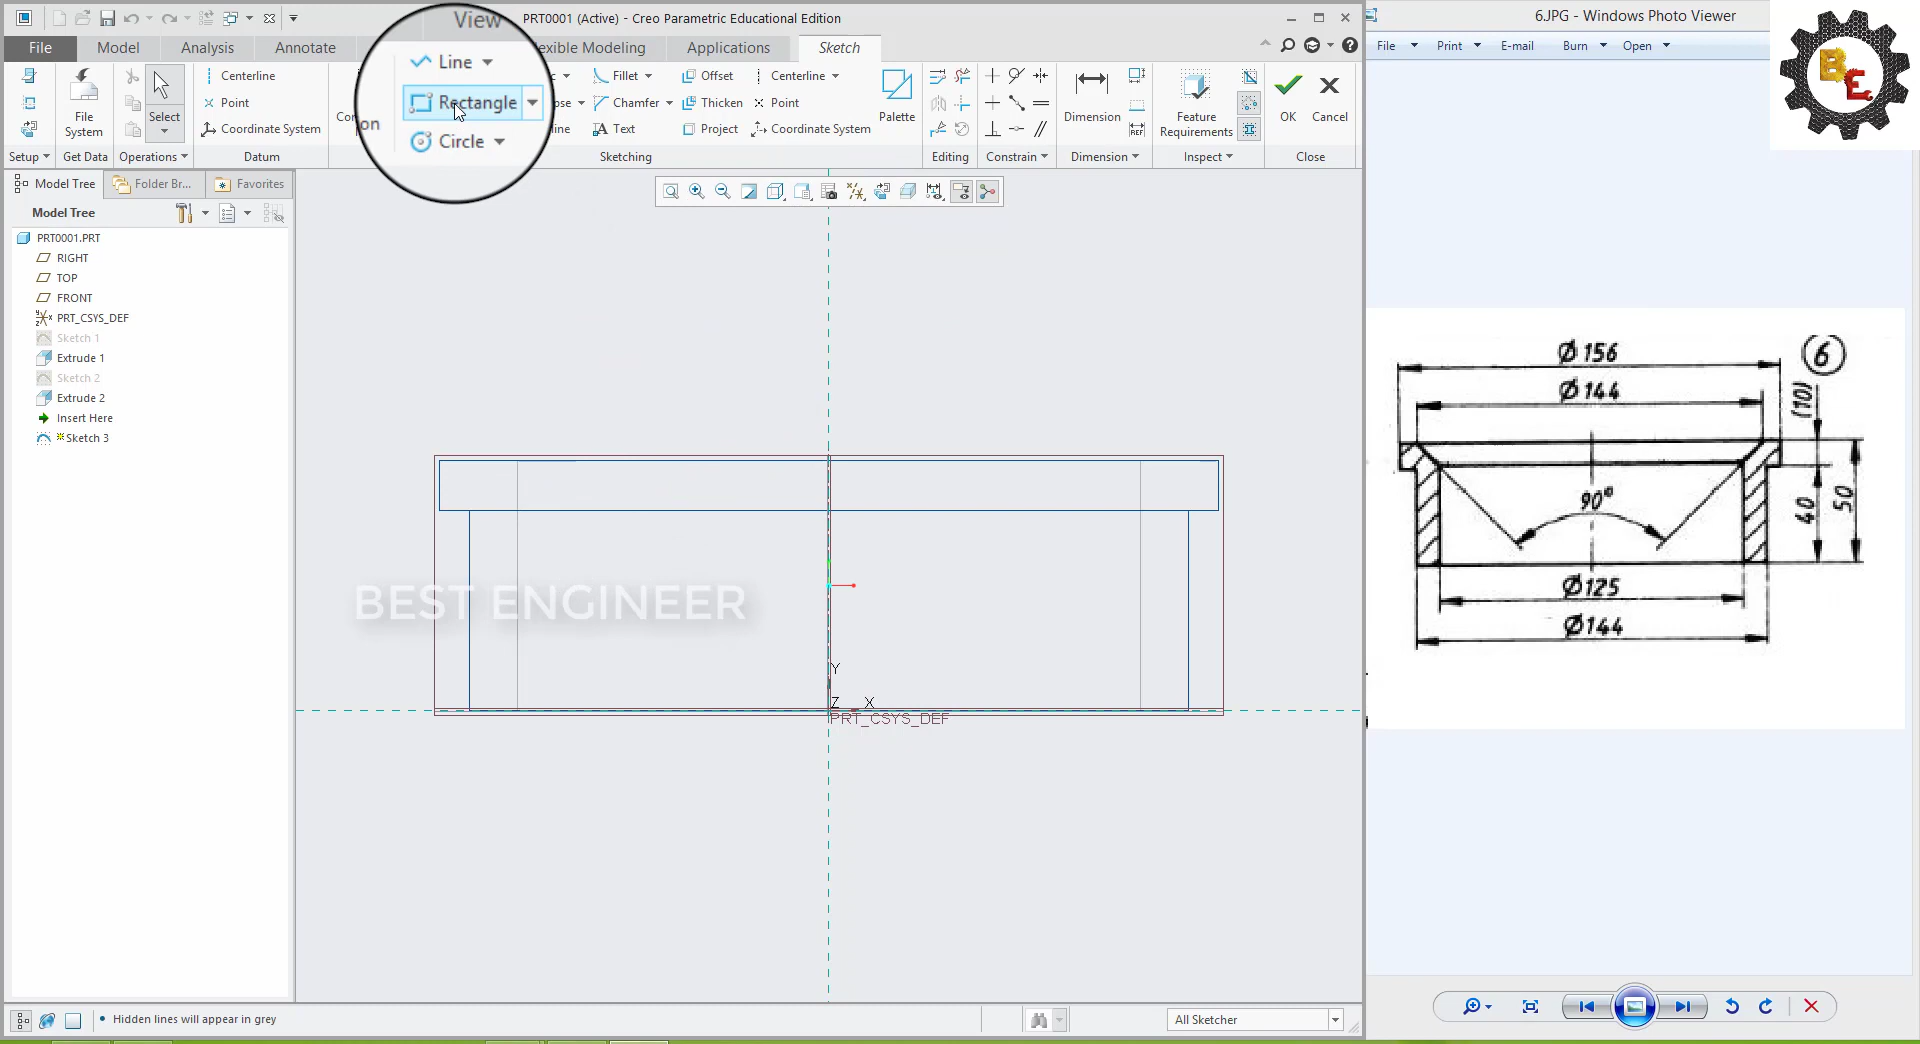 View
PRT0001 (Active) - Creo Parametric Educational Edition
File
Model
Analysis
Annotate
lexible Modeling
Applications
Sketch
Line
Rectangle
Circle
on
File
System
Select
Centerline
Point
Coordinate System
Fillet
Chamfer
Text
Offset
Thicken
Project
Centerline
Point
Coordinate System
Palette
Dimension
Feature
Requirements
OK
Cancel
Setup
Get Data
Operations
Datum
Sketching
Editing
Constrain
Dimension
Inspect
Close
Model Tree
Folder Br...
Favorites
Model Tree
PRT0001.PRT
RIGHT
TOP
FRONT
PRT_CSYS_DEF
Sketch 1
Extrude 1
Sketch 2
Extrude 2
Insert Here
Sketch 3
BEST ENGINEER
Y
Z
X
PRT_CSYS_DEF
Hidden lines will appear in grey
All Sketcher
6.JPG - Windows Photo Viewer
File
Print
E-mail
Burn
Open
BE
Ø 156
6
Ø 144
(10)
90°
40
50
Ø125
Ø144